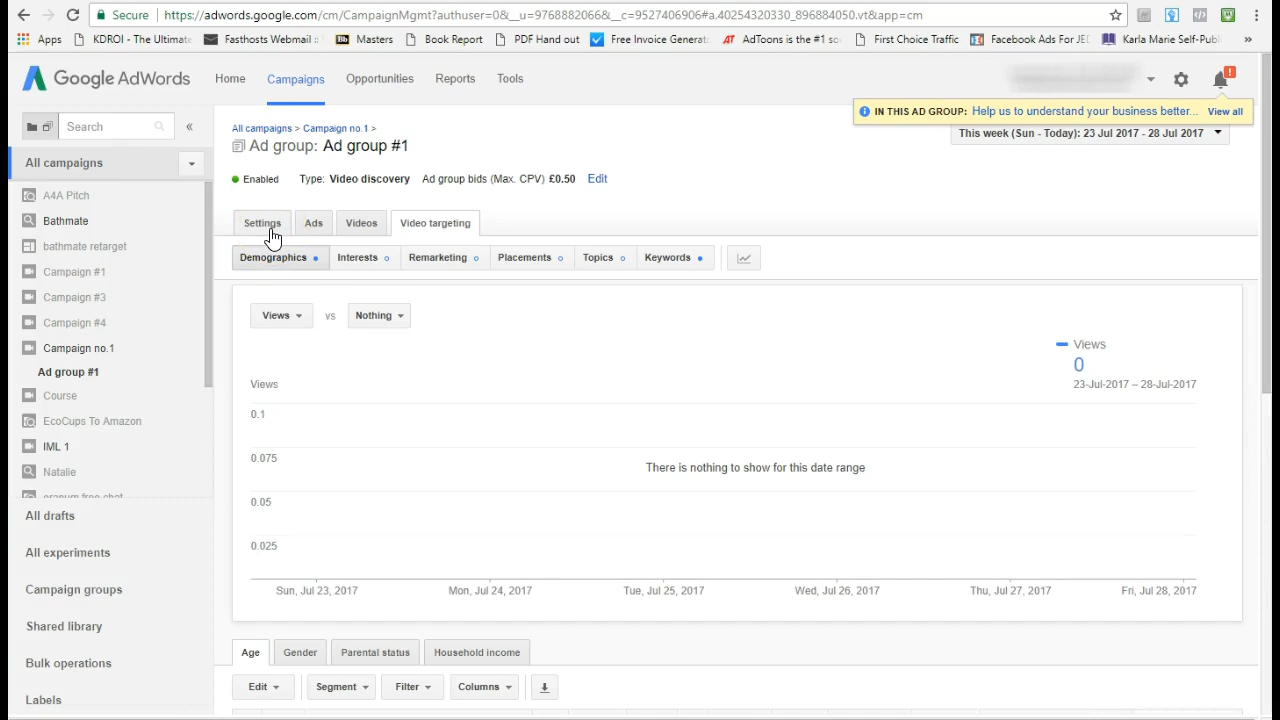 Secure https://adwords.google.com/cm/CampaignMgmt?authuser=0&__u=9768882066&__c=9527406906#a.40254320330_896884050.vt&app=cm
Apps KDROI - The Ultimate Fasthosts Webmail :: Masters Book Report PDF Hand out Free Invoice Generat AdToons is the #1 so First Choice Traffic Facebook Ads For JED Karla Marie Self-Publ »
Google AdWords Home Campaigns Opportunities Reports Tools
IN THIS AD GROUP: Help us to understand your business better... View all
Search «
All campaigns > Campaign no.1 >
This week (Sun - Today): 23 Jul 2017 - 28 Jul 2017
Ad group: Ad group #1
All campaigns
Enabled Type: Video discovery Ad group bids (Max. CPV) £0.50 Edit
A4A Pitch
Bathmate
bathmate retarget
Campaign #1
Campaign #3
Campaign #4
Campaign no.1
Ad group #1
Course
EcoCups To Amazon
IML 1
Natalie
All drafts
All experiments
Campaign groups
Shared library
Bulk operations
Labels
Settings Ads Videos Video targeting
Demographics Interests Remarketing Placements Topics Keywords
Views vs Nothing
Views
0
23-Jul-2017 – 28-Jul-2017
Views
0.1
0.075
There is nothing to show for this date range
0.05
0.025
Sun, Jul 23, 2017 Mon, Jul 24, 2017 Tue, Jul 25, 2017 Wed, Jul 26, 2017 Thu, Jul 27, 2017 Fri, Jul 28, 2017
Age Gender Parental status Household income
Edit Segment Filter Columns